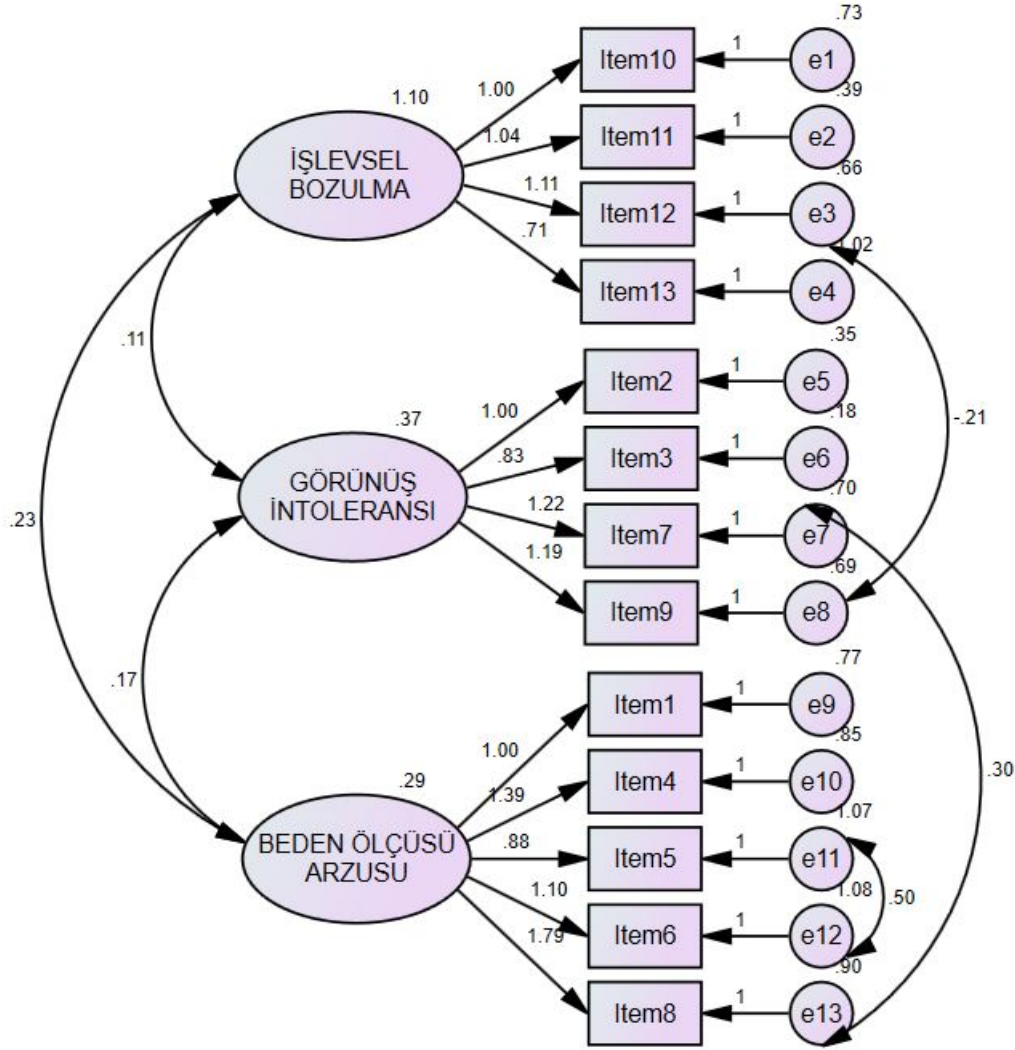 .73
Item10
1
e1
1.00
1.10
.39
1.04
Item11
1
e2
İŞLEVSEL
BOZULMA
.66
1.11
Item12
1
e3
.71
1.02
Item13
1
e4
.11
.35
Item2
1
e5
1.00
.37
.18
-.21
.83
Item3
1
e6
GÖRÜNÜŞ
İNTOLERANSI
.70
1.22
Item7
1
e7
.23
1.19
.69
Item9
1
e8
.17
.77
Item1
1
e9
1.00
.85
.29
1.39
Item4
1
e10
.30
1.07
BEDEN ÖLÇÜSÜ
ARZUSU
.88
Item5
1
e11
1.10
1.08
.50
1.79
Item6
1
e12
.90
Item8
1
e13